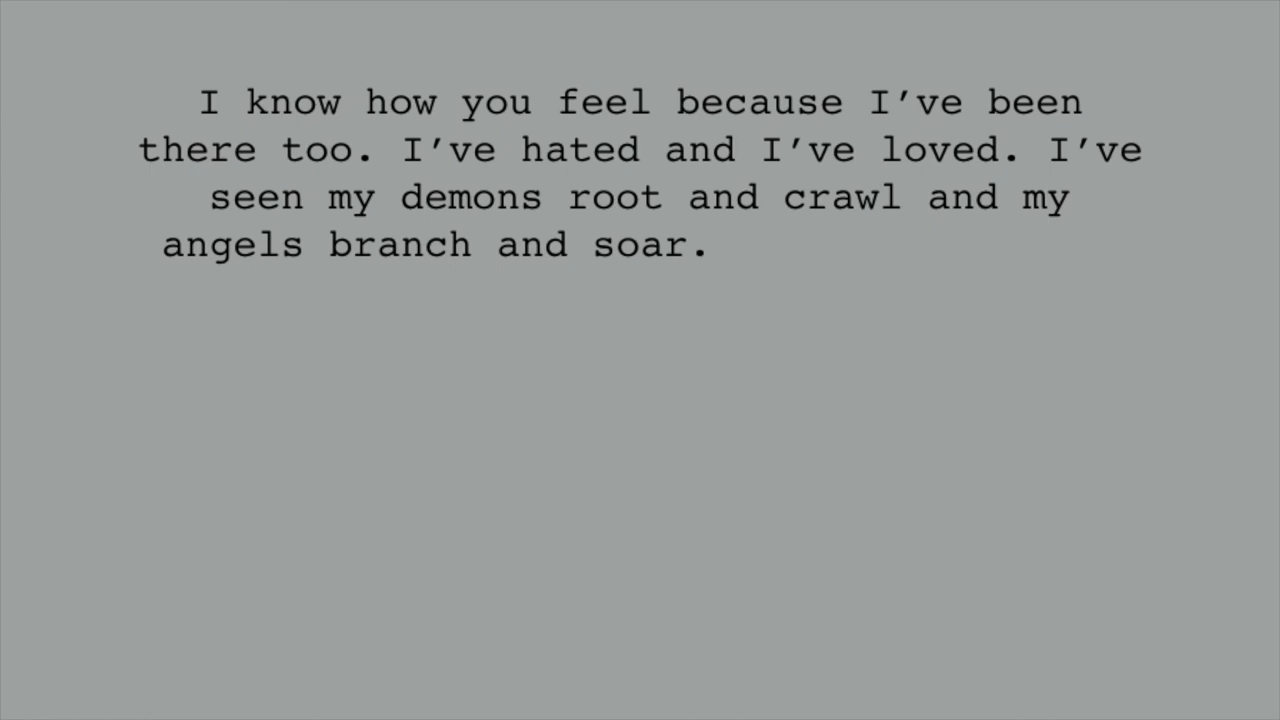 I know how you feel because I’ve been
there too. I’ve hated and I’ve loved. I’ve
seen my demons root and crawl and my
angels branch and soar.